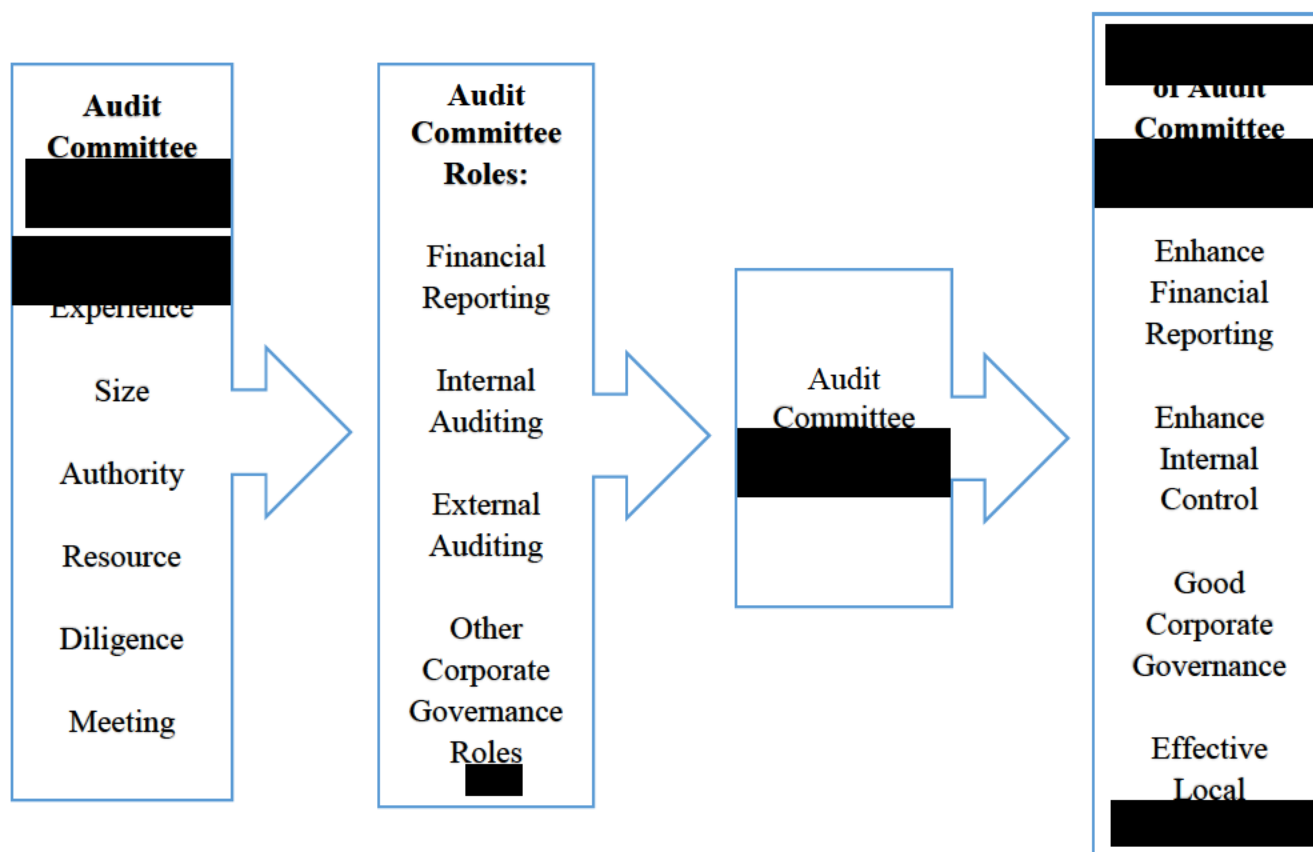 Audit
Committee
Experience
Size
Authority
Resource
Diligence
Meeting
Audit
Committee
Roles:
Financial
Reporting
Internal
Auditing
External
Auditing
Other
Corporate
Governance
Roles
Audit
Committee
of Audit
Committee
Enhance
Financial
Reporting
Enhance
Internal
Control
Good
Corporate
Governance
Effective
Local